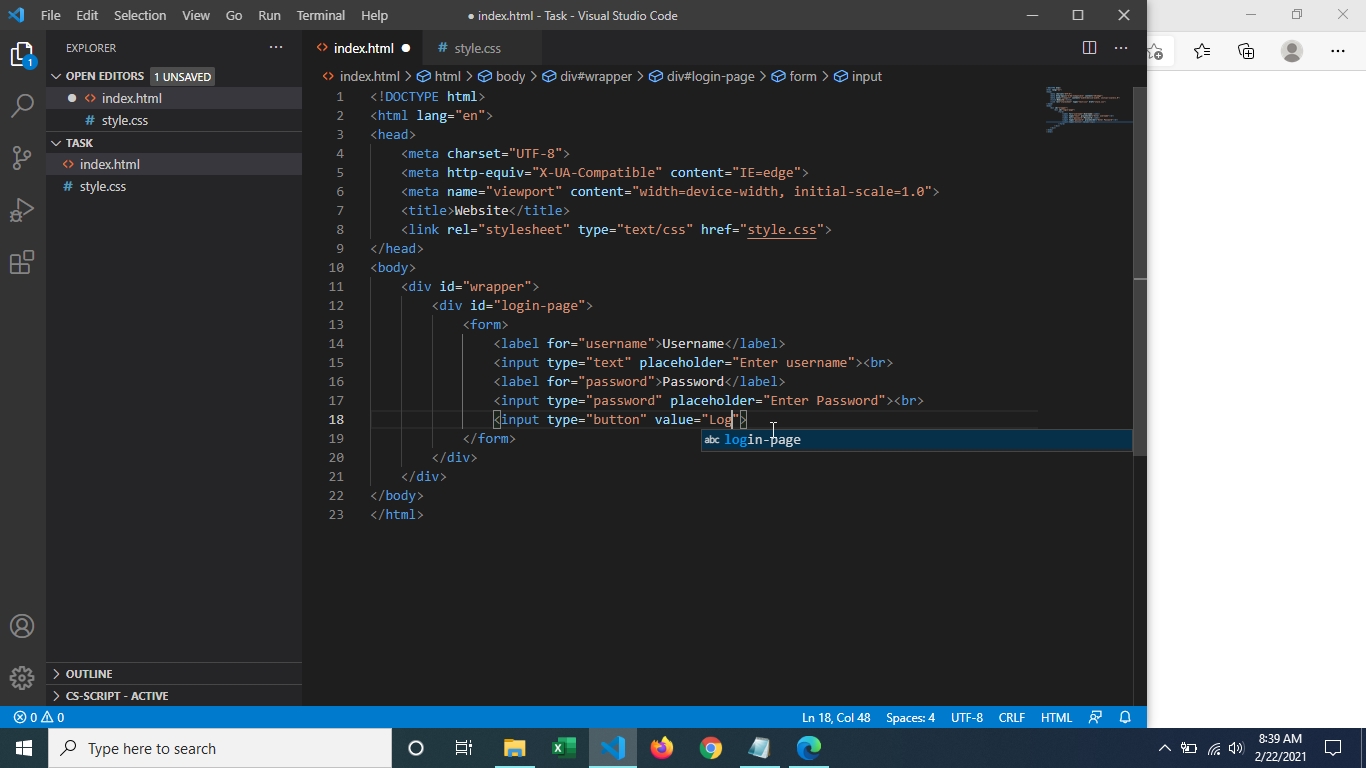 File Edit Selection View Go Run Terminal Help ● index.html - Task - Visual Studio Code
EXPLORER
index.html
style.css
OPEN EDITORS 1 UNSAVED
index.html
style.css
TASK
index.html
style.css
OUTLINE
CS-SCRIPT - ACTIVE
index.html > html > body > div#wrapper > div#login-page > form > input
1 <!DOCTYPE html>
2 <html lang="en">
3 <head>
4 <meta charset="UTF-8">
5 <meta http-equiv="X-UA-Compatible" content="IE=edge">
6 <meta name="viewport" content="width=device-width, initial-scale=1.0">
7 <title>Website</title>
8 <link rel="stylesheet" type="text/css" href="style.css">
9 </head>
10 <body>
11 <div id="wrapper">
12 <div id="login-page">
13 <form>
14 <label for="username">Username</label>
15 <input type="text" placeholder="Enter username"><br>
16 <label for="password">Password</label>
17 <input type="password" placeholder="Enter Password"><br>
18 <input type="button" value="Log">
abc login-page
19 </form>
20 </div>
21 </div>
22 </body>
23 </html>
0 0 Ln 18, Col 48 Spaces: 4 UTF-8 CRLF HTML
Type here to search
8:39 AM
2/22/2021